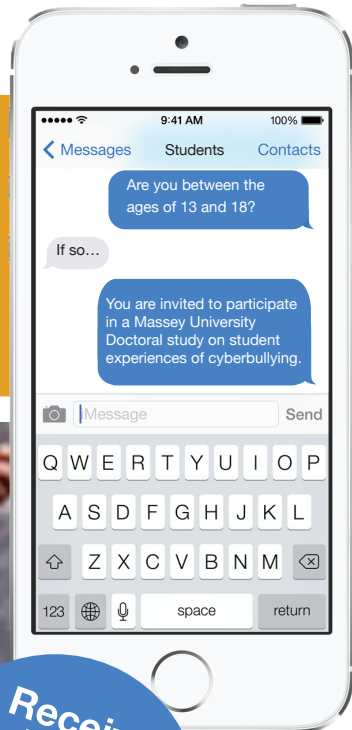 9:41 AM 100%
Messages Students Contacts
Are you between the
ages of 13 and 18?
If so…
You are invited to participate
in a Massey University
Doctoral study on student
experiences of cyberbullying.
Message Send
Q W E R T Y U I O P
A S D F G H J K L
Z X C V B N M
123 space return